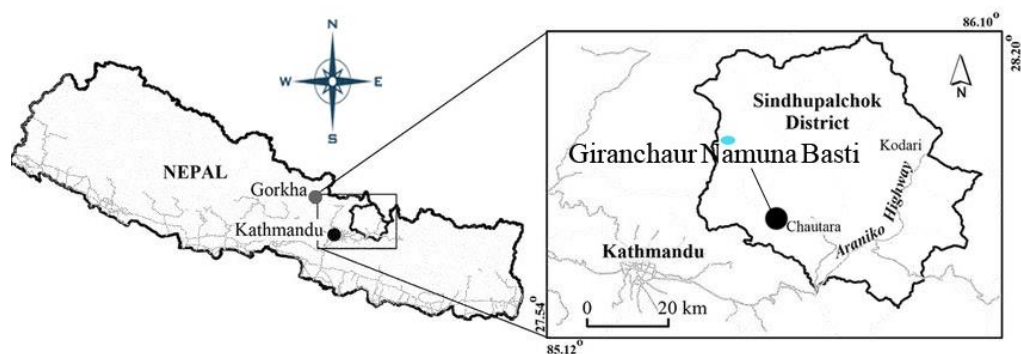 N
W E
S
NEPAL
Gorkha
Kathmandu
86.10°
28.20°
N
Sindhupalchok
District
Kodari
Giranchaur Namuna Basti
Araniko Highway
Chautara
Kathmandu
0 20 km
27.54°
85.12°